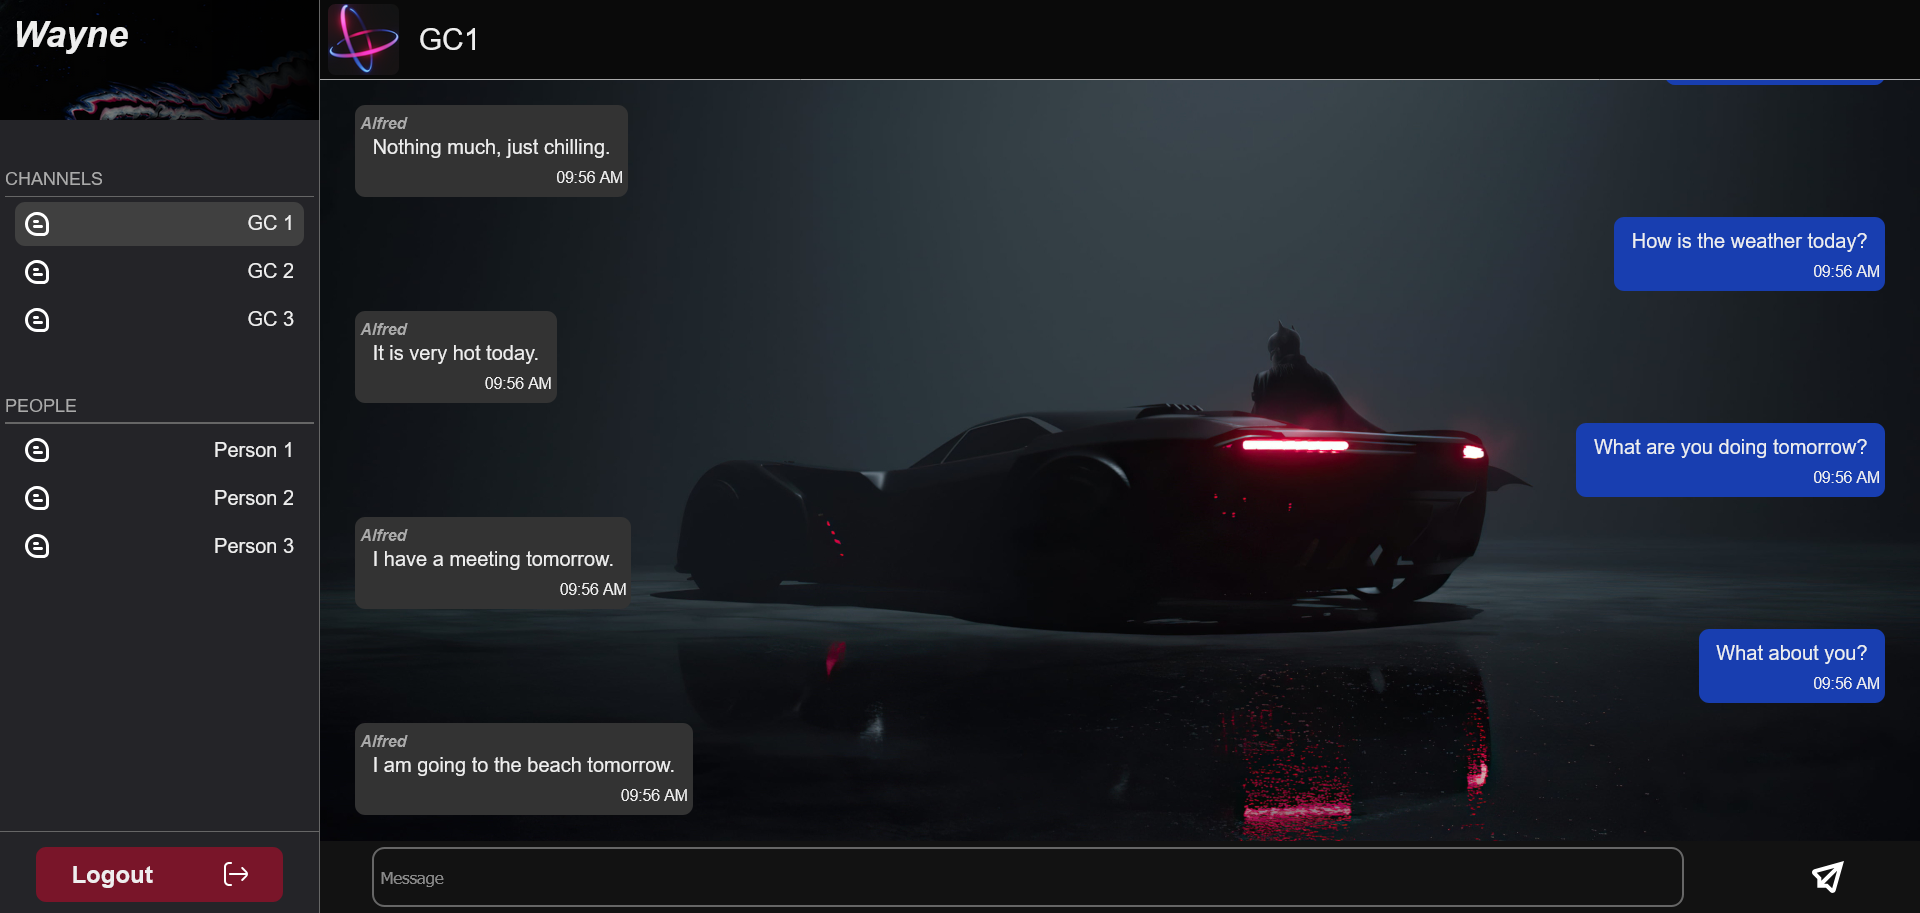 Wayne
CHANNELS
GC 1
GC 2
GC 3
PEOPLE
Person 1
Person 2
Person 3
Logout
GC1
Alfred
Nothing much, just chilling.
09:56 AM
How is the weather today?
09:56 AM
Alfred
It is very hot today.
09:56 AM
What are you doing tomorrow?
09:56 AM
Alfred
I have a meeting tomorrow.
09:56 AM
What about you?
09:56 AM
Alfred
I am going to the beach tomorrow.
09:56 AM
Message